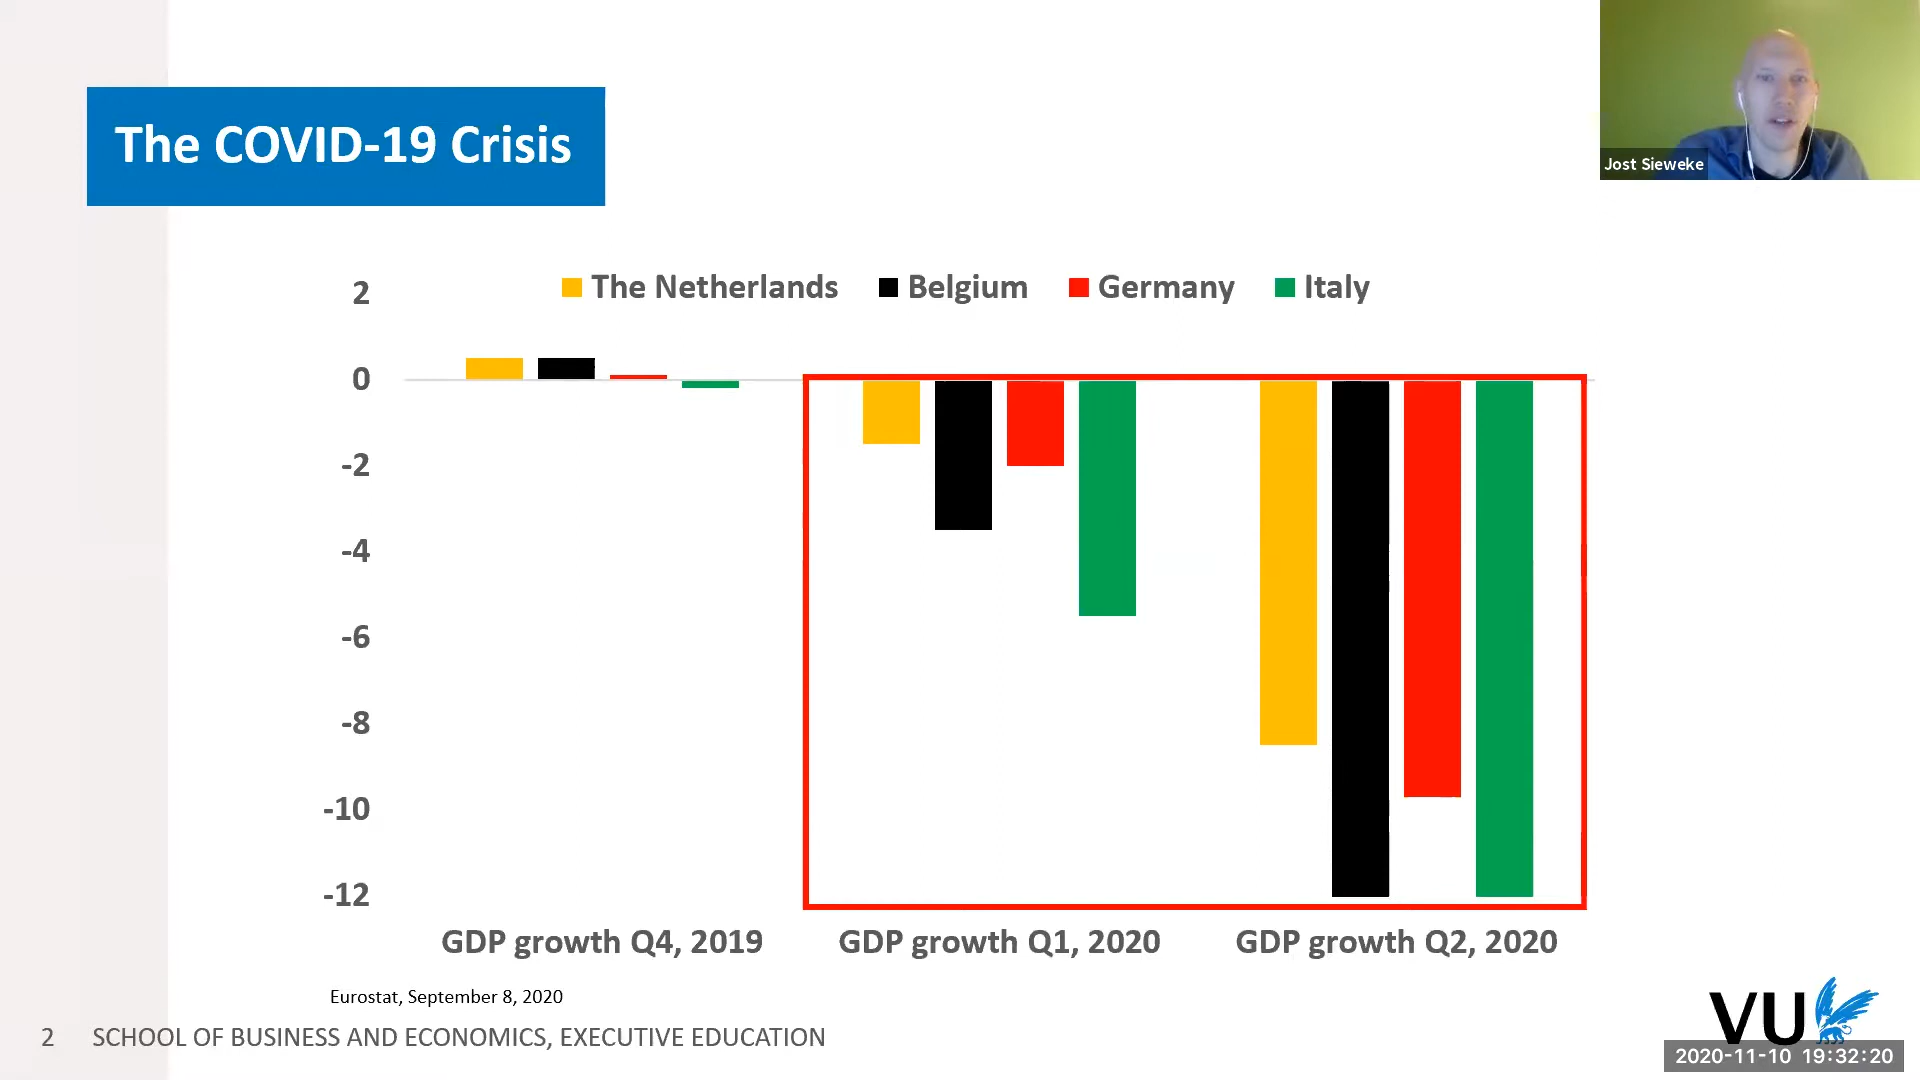 The COVID-19 Crisis
Jost Sieweke
The Netherlands Belgium Germany Italy
2
0
-2
-4
-6
-8
-10
-12
GDP growth Q4, 2019 GDP growth Q1, 2020 GDP growth Q2, 2020
Eurostat, September 8, 2020
2 SCHOOL OF BUSINESS AND ECONOMICS, EXECUTIVE EDUCATION
VU
2020-11-10 19:32:20